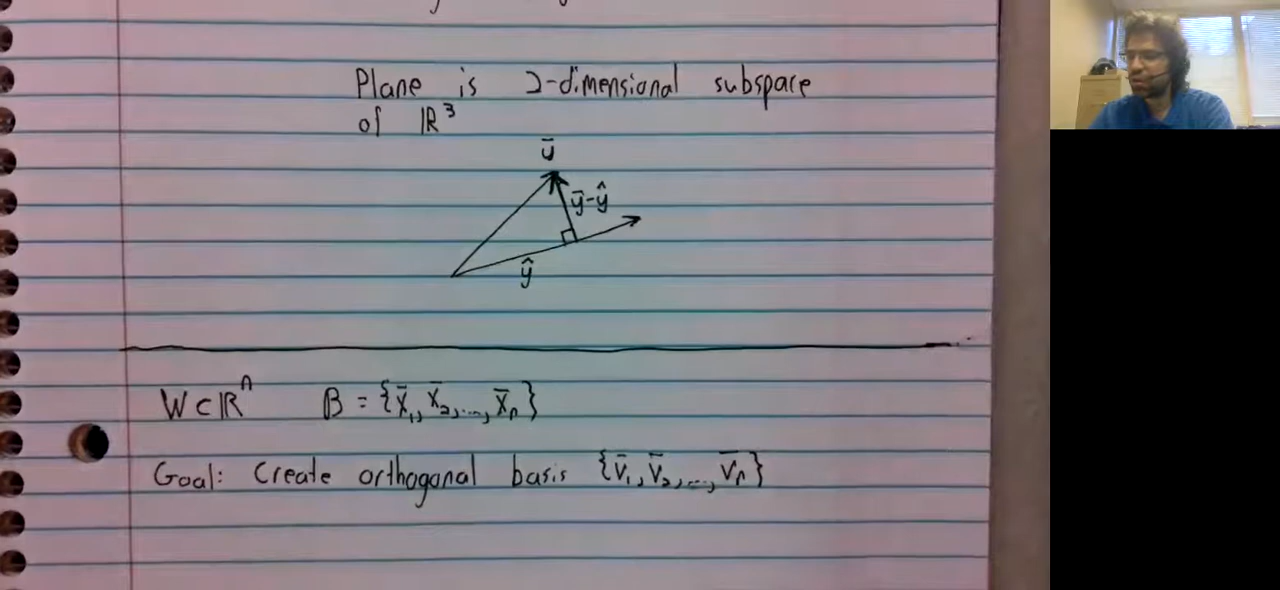 Plane is 2-dimensional subspace
of ℝ³
ū
ȳ-ŷ
ŷ
W⊂ℝⁿ β = {x̄₁, x̄₂, ..., x̄ₙ}
Goal: Create orthogonal basis {v̄₁, v̄₂, ..., v̄ₙ}